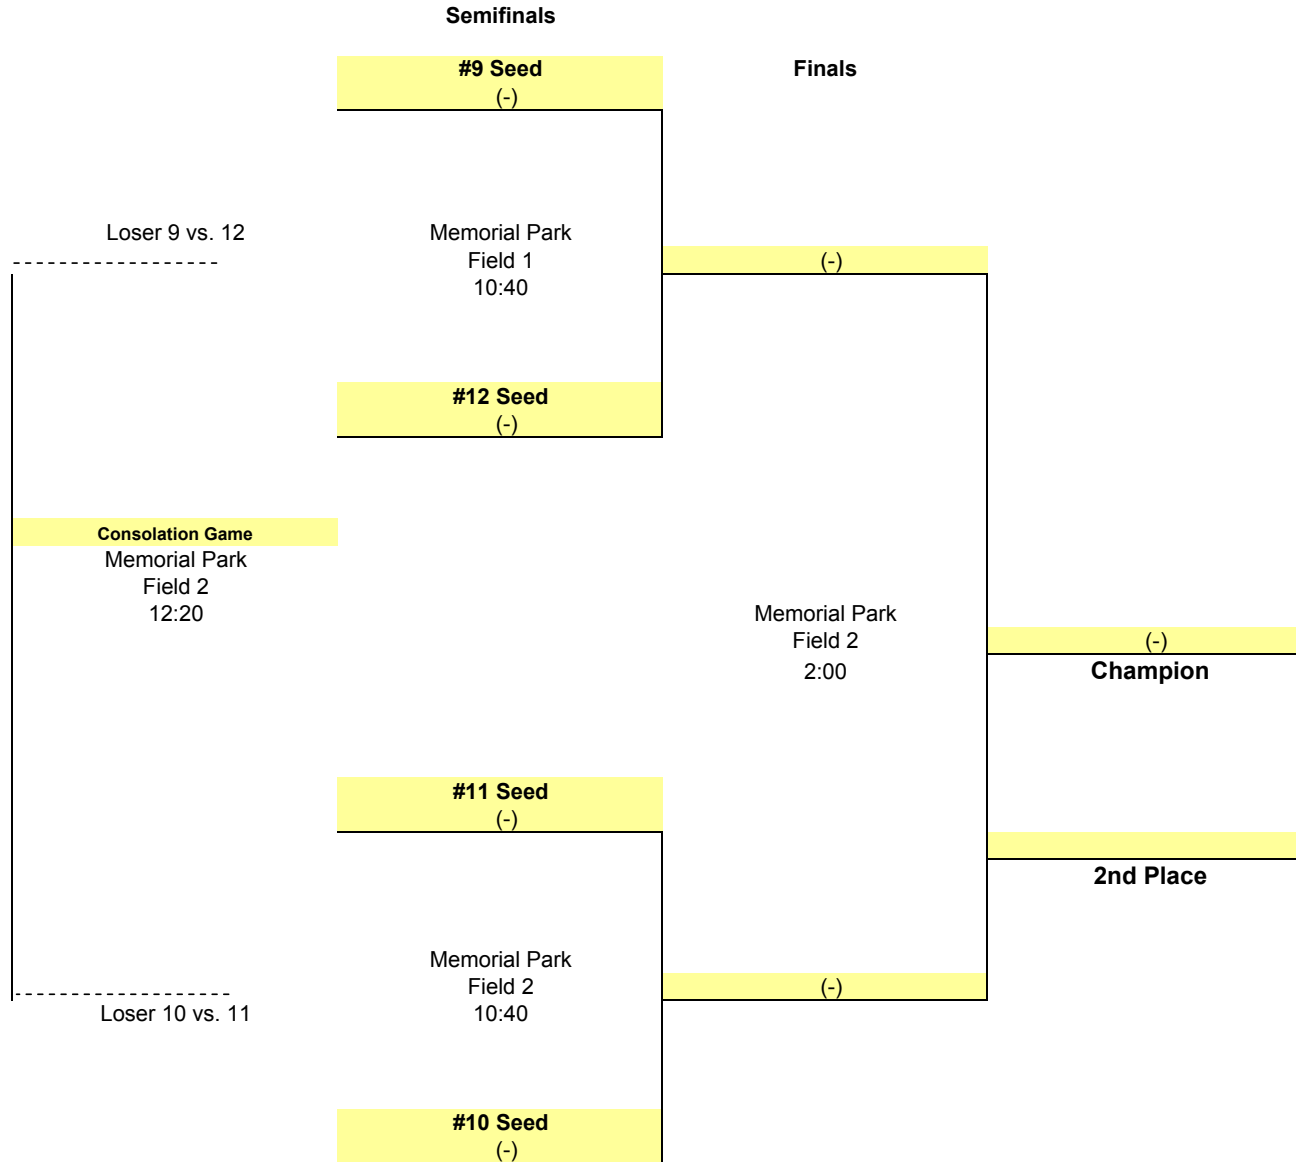 Semifinals
#9 Seed
(-)
Finals
Loser 9 vs. 12
- - - - - - - - - - - - - - - - - -
Memorial Park
Field 1
10:40
(-)
#12 Seed
(-)
Consolation Game
Memorial Park
Field 2
12:20
Memorial Park
Field 2
2:00
(-)
Champion
#11 Seed
(-)
2nd Place
Memorial Park
Field 2
10:40
(-)
- - - - - - - - - - - - - - - - - - -
Loser 10 vs. 11
#10 Seed
(-)